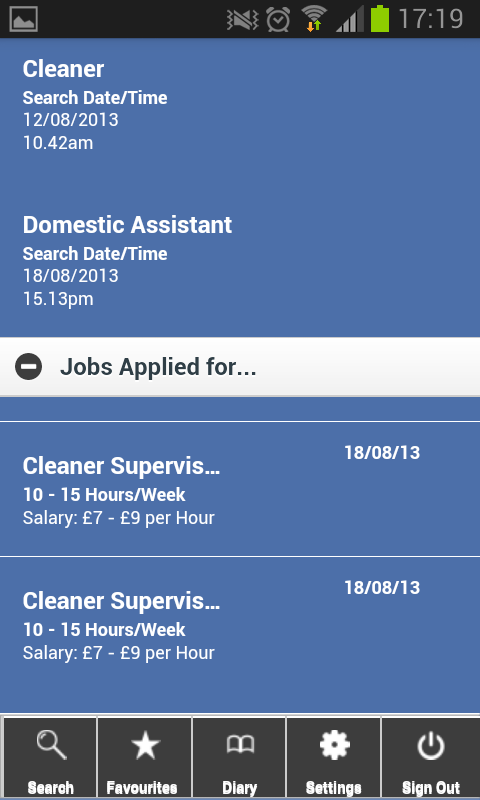 17:19
Cleaner
Search Date/Time
12/08/2013
10.42am
Domestic Assistant
Search Date/Time
18/08/2013
15.13pm
Jobs Applied for...
18/08/13
Cleaner Supervis...
10 - 15 Hours/Week
Salary: £7 - £9 per Hour
18/08/13
Cleaner Supervis...
10 - 15 Hours/Week
Salary: £7 - £9 per Hour
Search Favourites Diary Settings Sign Out